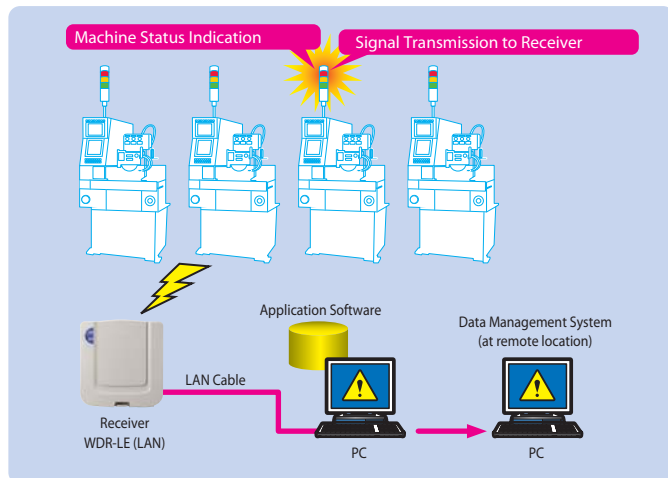 Machine Status Indication
Signal Transmission to Receiver
Application Software
Data Management System
(at remote location)
LAN Cable
Receiver
WDR-LE (LAN)
PC
PC